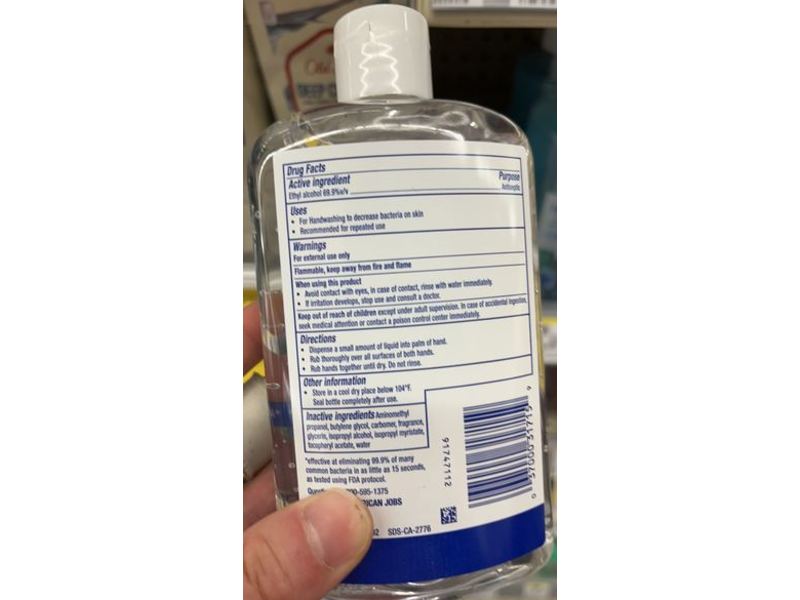 Drug Facts
Active ingredient Purpose
Ethyl alcohol 69.9%v/v Antiseptic
Uses
• For Handwashing to decrease bacteria on skin
• Recommended for repeated use
Warnings
For external use only
Flammable, keep away from fire and flame
When using this product
• Avoid contact with eyes, in case of contact, rinse with water immediately.
• If irritation develops, stop use and consult a doctor.
Keep out of reach of children except under adult supervision. In case of accidental ingestion,
seek medical attention or contact a poison control center immediately.
Directions
• Dispense a small amount of liquid into palm of hand.
• Rub thoroughly over all surfaces of both hands.
• Rub hands together until dry. Do not rinse.
Other information
• Store in a cool dry place below 104°F.
Seal bottle completely after use.
Inactive ingredients Aminomethyl
propanol, butylene glycol, carbomer, fragrance,
glycerin, isopropyl alcohol, isopropyl myristate,
tocopheryl acetate, water
*effective at eliminating 99.9% of many
common bacteria in as little as 15 seconds,
as tested using FDA protocol.
-595-1375
RICAN JOBS
SDS-CA-2776
91747112
0 37000 31715 9